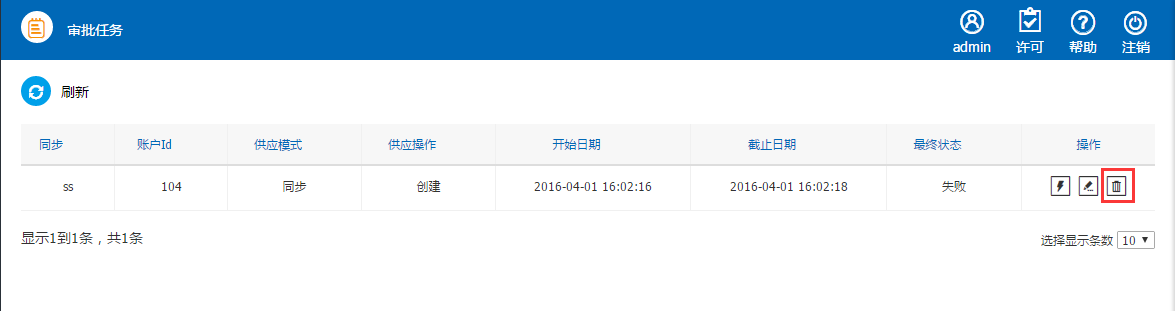 审批任务
admin 许可 帮助 注销
刷新
同步 账户Id 供应模式 供应操作 开始日期 截止日期 最终状态 操作
ss 104 同步 创建 2016-04-01 16:02:16 2016-04-01 16:02:18 失败
显示1到1条，共1条
选择显示条数 10